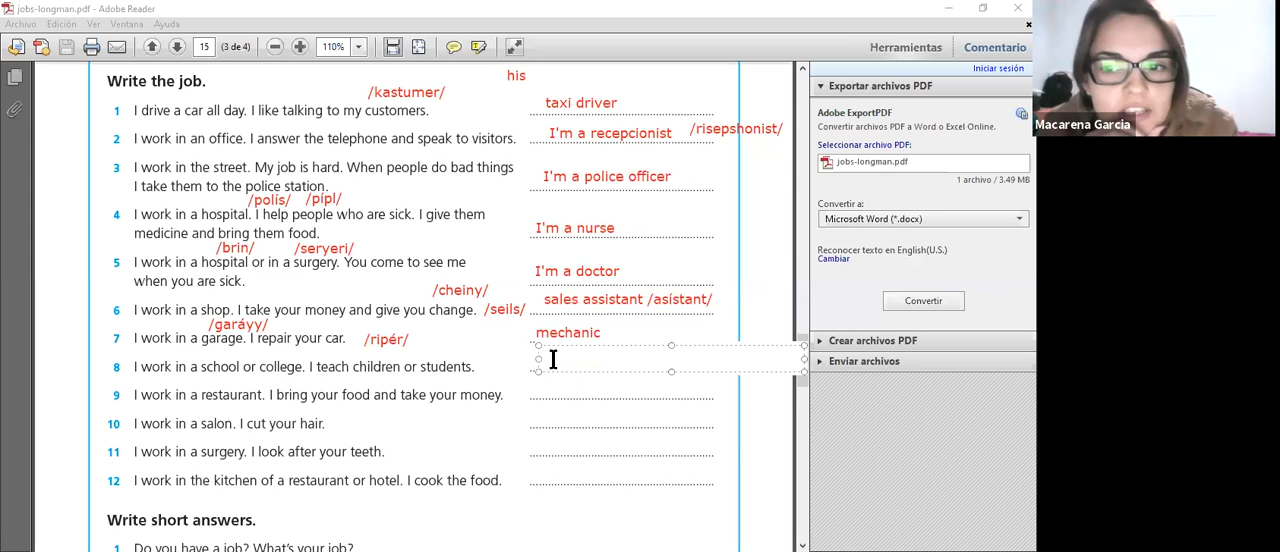 jobs-longman.pdf - Adobe Reader
Archivo Edición Ver Ventana Ayuda
15 (3 de 4) 110% Herramientas Comentario
Write the job.
his
/kastumer/
1 I drive a car all day. I like talking to my customers. taxi driver
2 I work in an office. I answer the telephone and speak to visitors. I'm a recepcionist /risepshonist/
3 I work in the street. My job is hard. When people do bad things
I take them to the police station. I'm a police officer
/polís/ /pípl/
4 I work in a hospital. I help people who are sick. I give them
medicine and bring them food. I'm a nurse
/brin/ /seryeri/
5 I work in a hospital or in a surgery. You come to see me
when you are sick. I'm a doctor
/cheiny/
6 I work in a shop. I take your money and give you change. /seils/ sales assistant /asístant/
/garáyy/
7 I work in a garage. I repair your car. /ripér/ mechanic
8 I work in a school or college. I teach children or students.
9 I work in a restaurant. I bring your food and take your money.
10 I work in a salon. I cut your hair.
11 I work in a surgery. I look after your teeth.
12 I work in the kitchen of a restaurant or hotel. I cook the food.
Write short answers.
1 Do you have a job? What's your job?
Iniciar sesión
Exportar archivos PDF
Adobe ExportPDF
Convertir archivos PDF a Word o Excel Online.
Seleccionar archivo PDF:
jobs-longman.pdf
1 archivo / 3.49 MB
Convertir a:
Microsoft Word (*.docx)
Reconocer texto en English(U.S.)
Cambiar
Convertir
Crear archivo PDF
Enviar archivos
Macarena Garcia